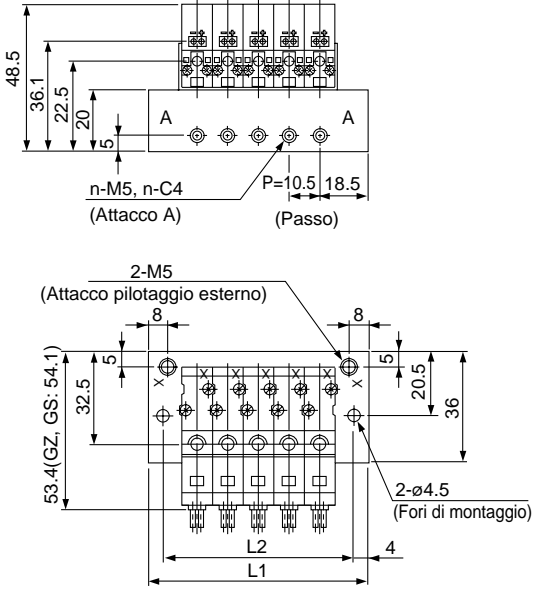 48.5
36.1
22.5
20
5
A
A
n-M5, n-C4
(Attacco A)
P=10.5
18.5
(Passo)
2-M5
(Attacco pilotaggio esterno)
8
8
5
5
X
X
X
X
X
X
X
53.4(GZ, GS: 54.1)
32.5
20.5
36
2-ø4.5
(Fori di montaggio)
L2
4
L1